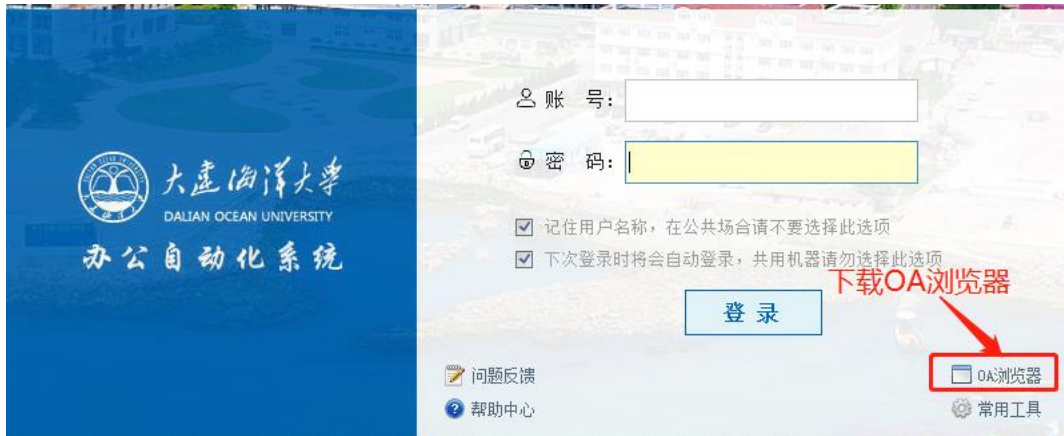 账 号:
密 码:
大连海洋大学
DALIAN OCEAN UNIVERSITY
办公自动化系统
记住用户名称，在公共场合请不要选择此选项
下次登录时将会自动登录，共用机器请勿选择此选项
下载OA浏览器
登 录
问题反馈
OA浏览器
帮助中心
常用工具